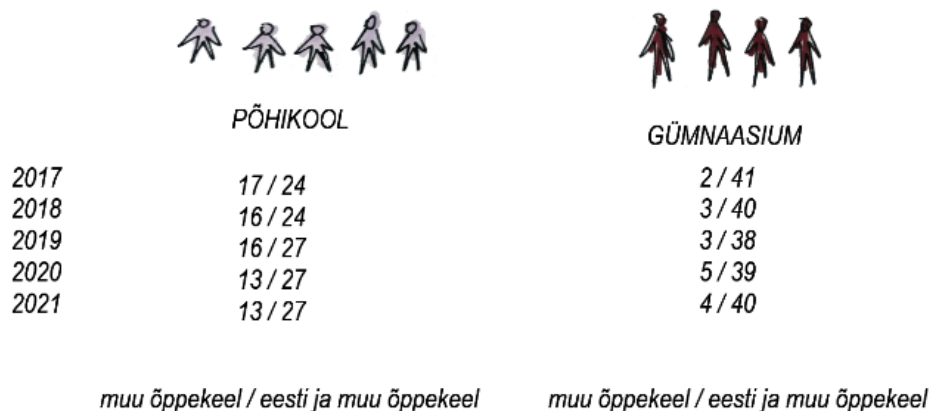 PÕHIKOOL GÜMNAASIUM
2017 17 / 24 2 / 41
2018 16 / 24 3 / 40
2019 16 / 27 3 / 38
2020 13 / 27 5 / 39
2021 13 / 27 4 / 40
muu õppekeel / eesti ja muu õppekeel muu õppekeel / eesti ja muu õppekeel